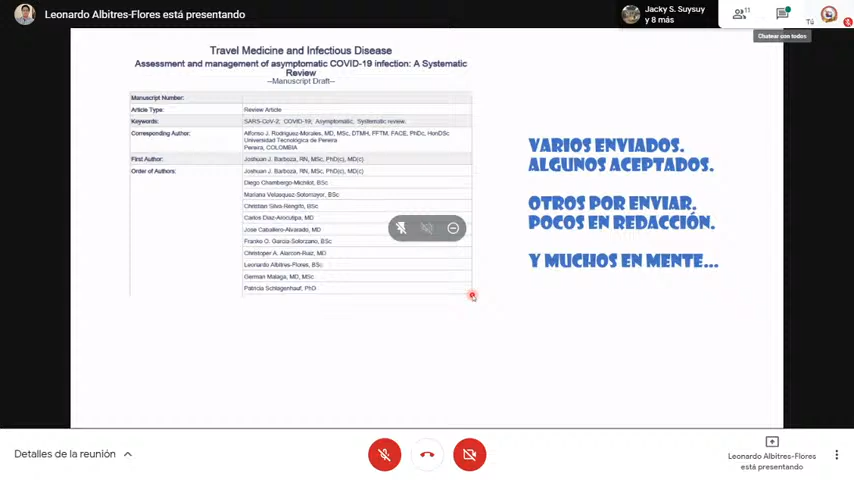 Leonardo Albitres-Flores está presentando
Jacky S. Suysuy
y 8 más
11
Tú
Chatear con todos
Travel Medicine and Infectious Disease
Assessment and management of asymptomatic COVID-19 infection: A Systematic
Review
--Manuscript Draft--
Manuscript Number:
Article Type: Review Article
Keywords: SARS-CoV-2; COVID-19; Asymptomatic, Systematic review.
Corresponding Author: Alfonso J. Rodriguez-Morales, MD, MSc, DTMH, FFTM, FACE, PhDc, HonDSc
Universidad Tecnológica de Pereira
Pereira, COLOMBIA
First Author: Joshuan J. Barboza, RN, MSc, PhD(c), MD(c)
Order of Authors: Joshuan J. Barboza, RN, MSc, PhD(c), MD(c)
Diego Chambergo-Michilot, BSc
Mariana Velasquez-Sotomayor, BSc
Christian Silva-Rengifo, BSc
Carlos Diaz-Arocutipa, MD
Jose Caballero-Alvarado, MD
Franko O. Garcia-Solorzano, BSc
Christoper A. Alarcon-Ruiz, MD
Leonardo Albitres-Flores, BSc
German Malaga, MD, MSc
Patricia Schlagenhauf, PhD
VARIOS ENVIADOS.
ALGUNOS ACEPTADOS.
OTROS POR ENVIAR.
POCOS EN REDACCIÓN.
Y MUCHOS EN MENTE...
Detalles de la reunión
Leonardo Albitres-Flores
está presentando